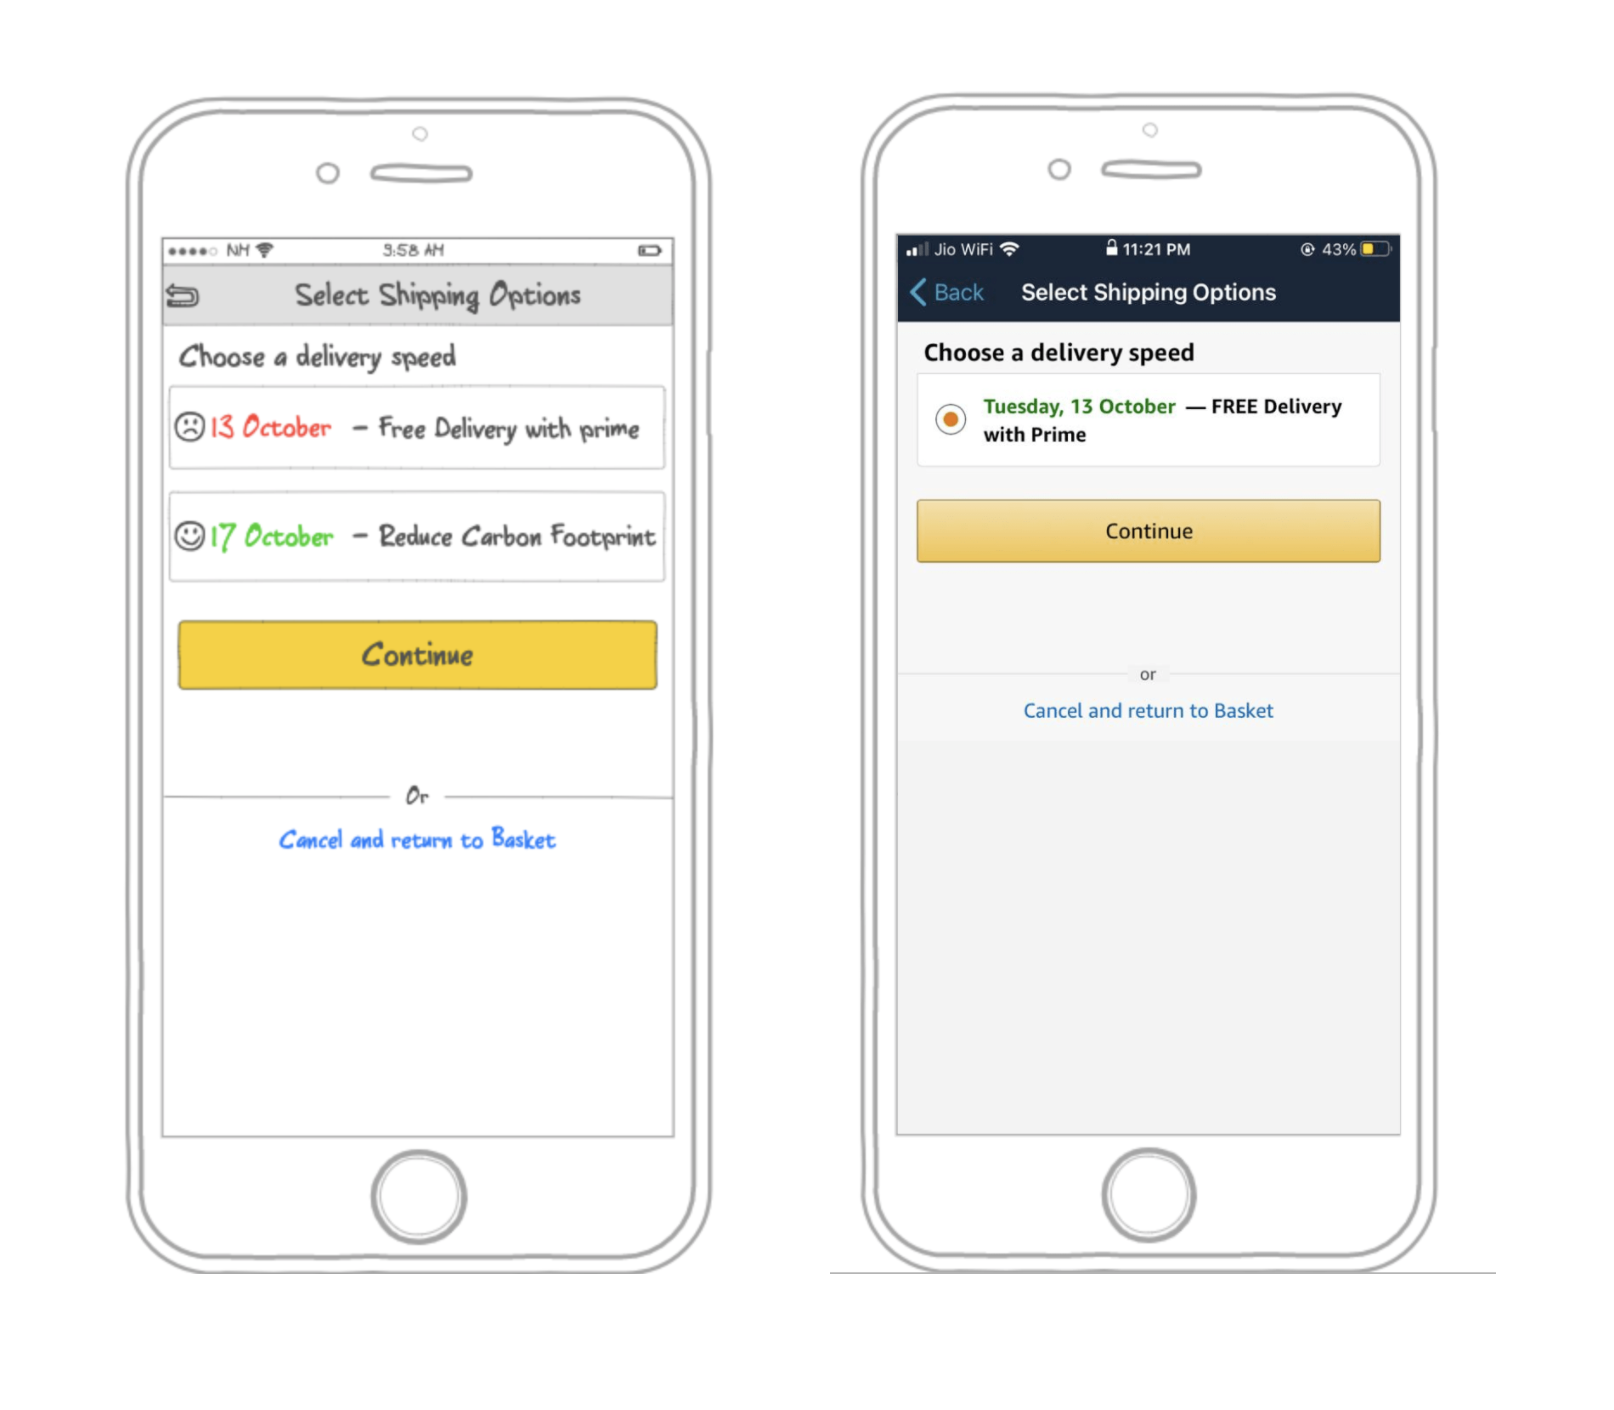 NM 3:58 AM
Select Shipping Options
Choose a delivery speed
13 October – Free Delivery with prime
17 October – Reduce Carbon Footprint
Continue
Or
Cancel and return to Basket
Jio WiFi 11:21 PM 43%
Back Select Shipping Options
Choose a delivery speed
Tuesday, 13 October — FREE Delivery
with Prime
Continue
or
Cancel and return to Basket